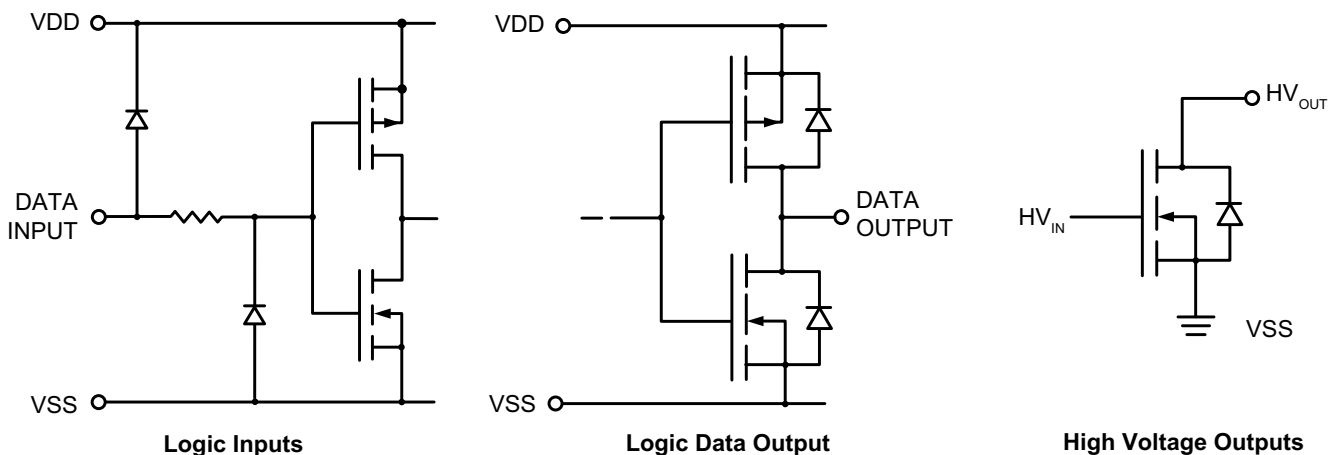 VDD
DATA
INPUT
VSS
Logic Inputs
VDD
DATA
OUTPUT
VSS
Logic Data Output
HVOUT
HVIN
VSS
High Voltage Outputs